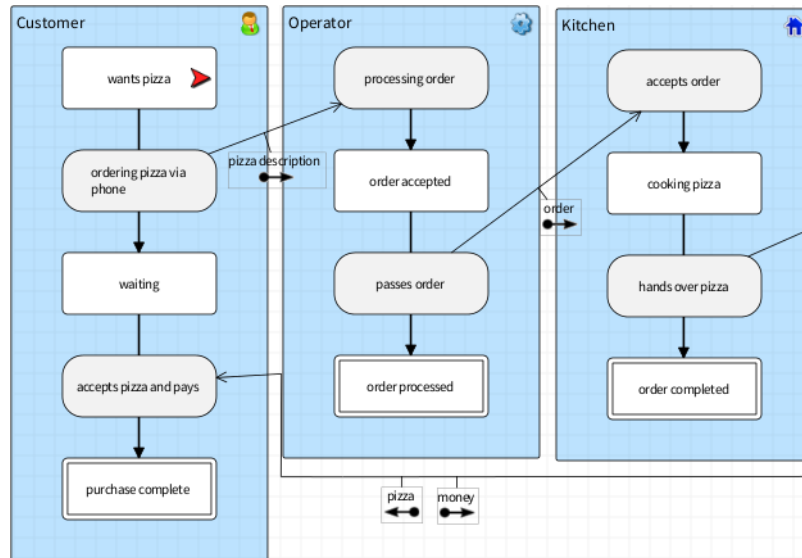 Customer
wants pizza
ordering pizza via
phone
waiting
accepts pizza and pays
purchase complete
pizza description
Operator
processing order
order accepted
passes order
order processed
order
Kitchen
accepts order
cooking pizza
hands over pizza
order completed
pizza
money